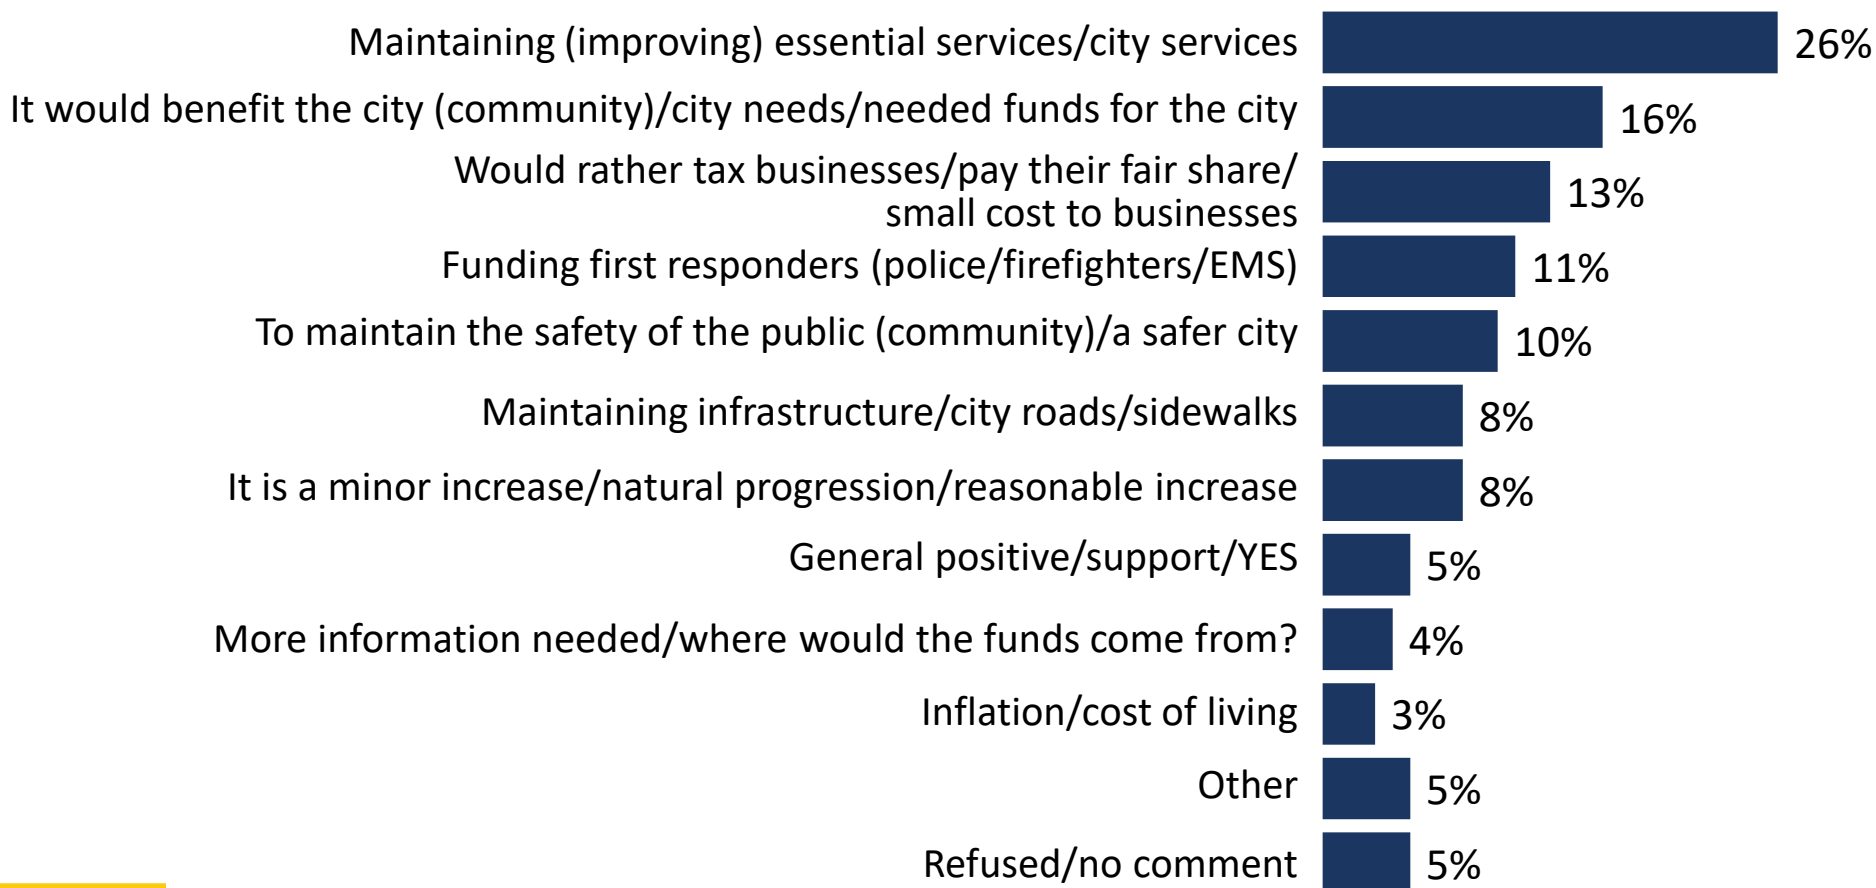 Maintaining (improving) essential services/city services 26%
It would benefit the city (community)/city needs/needed funds for the city 16%
Would rather tax businesses/pay their fair share/
small cost to businesses 13%
Funding first responders (police/firefighters/EMS) 11%
To maintain the safety of the public (community)/a safer city 10%
Maintaining infrastructure/city roads/sidewalks 8%
It is a minor increase/natural progression/reasonable increase 8%
General positive/support/YES 5%
More information needed/where would the funds come from? 4%
Inflation/cost of living 3%
Other 5%
Refused/no comment 5%